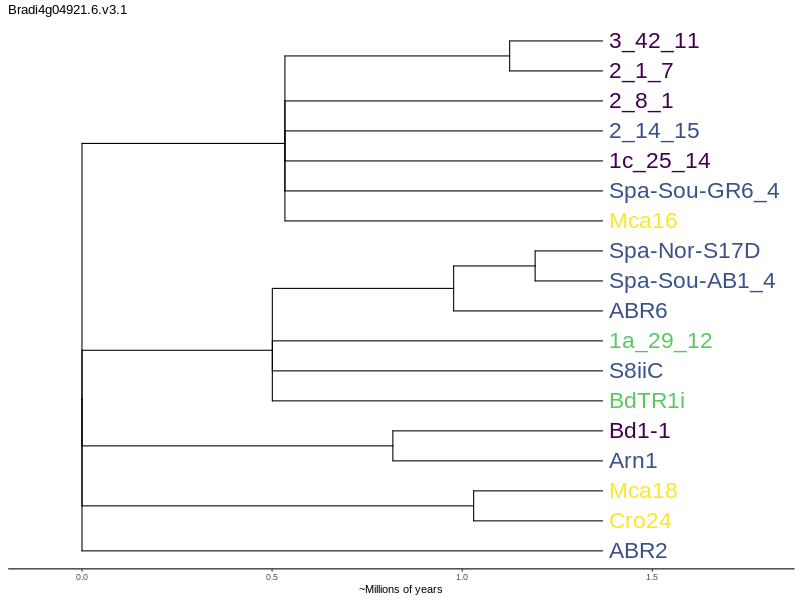 Bradi4g04921.6.v3.1
3_42_11
2_1_7
2_8_1
2_14_15
1c_25_14
Spa-Sou-GR6_4
Mca16
Spa-Nor-S17D
Spa-Sou-AB1_4
ABR6
1a_29_12
S8iiC
BdTR1i
Bd1-1
Arn1
Mca18
Cro24
ABR2
0.0 0.5 1.0 1.5
~Millions of years